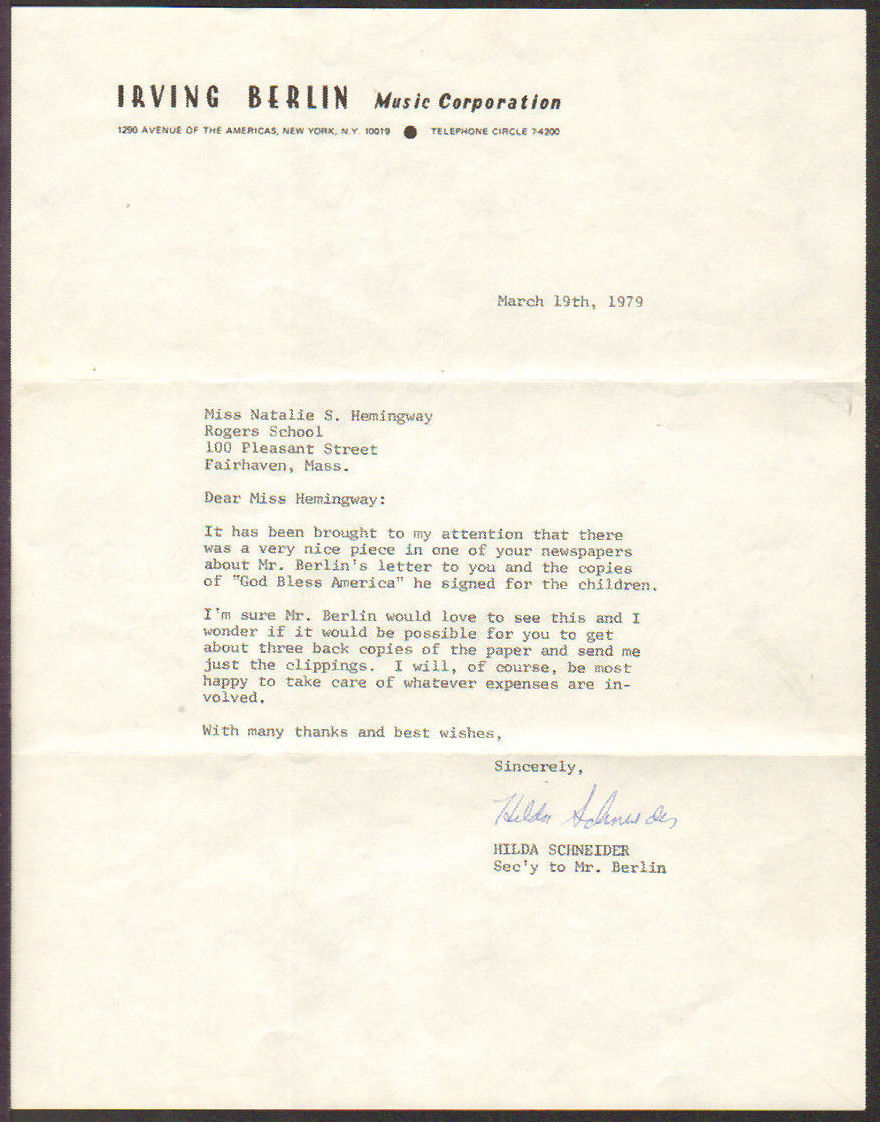 IRVING BERLIN Music Corporation
1290 AVENUE OF THE AMERICAS, NEW YORK, N.Y. 10019 ● TELEPHONE CIRCLE 7-4200
March 19th, 1979
Miss Natalie S. Hemingway
Rogers School
100 Pleasant Street
Fairhaven, Mass.
Dear Miss Hemingway:
It has been brought to my attention that there
was a very nice piece in one of your newspapers
about Mr. Berlin's letter to you and the copies
of "God Bless America" he signed for the children.
I'm sure Mr. Berlin would love to see this and I
wonder if it would be possible for you to get
about three back copies of the paper and send me
just the clippings.  I will, of course, be most
happy to take care of whatever expenses are in-
volved.
With many thanks and best wishes,
Sincerely,
Hilda Schneider
HILDA SCHNEIDER
Sec'y to Mr. Berlin